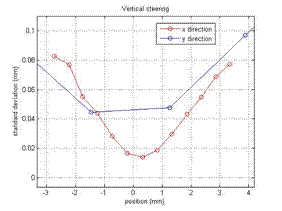 Vertical steering
x direction
y direction
0.1
0.08
0.06
0.04
0.02
0
standard deviation [mm]
-3
-2
-1
0
1
2
3
4
position [mm]